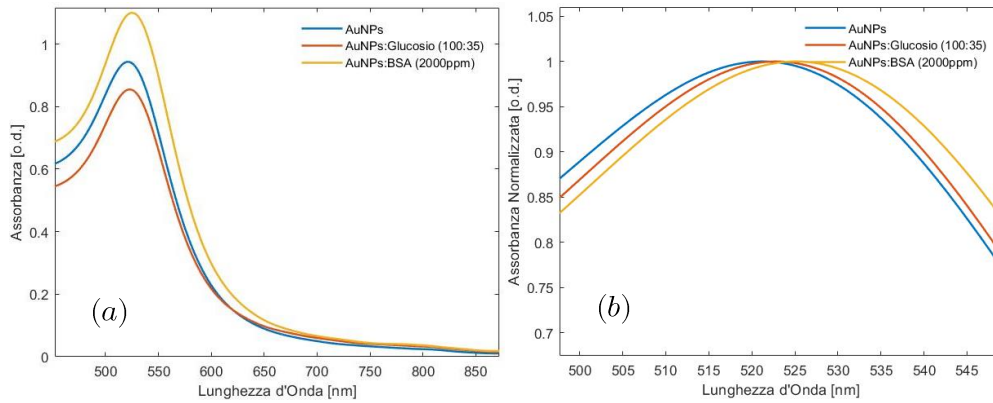 AuNPs
AuNPs:Glucosio (100:35)
AuNPs:BSA (2000ppm)
1
0.8
0.6
0.4
0.2
0
Assorbanza [o.d.]
(a)
500 550 600 650 700 750 800 850
Lunghezza d'Onda [nm]
AuNPs
AuNPs:Glucosio (100:35)
AuNPs:BSA (2000ppm)
1.05
1
0.95
0.9
0.85
0.8
0.75
0.7
Assorbanza Normalizzata [o.d.]
(b)
500 505 510 515 520 525 530 535 540 545
Lunghezza d'Onda [nm]